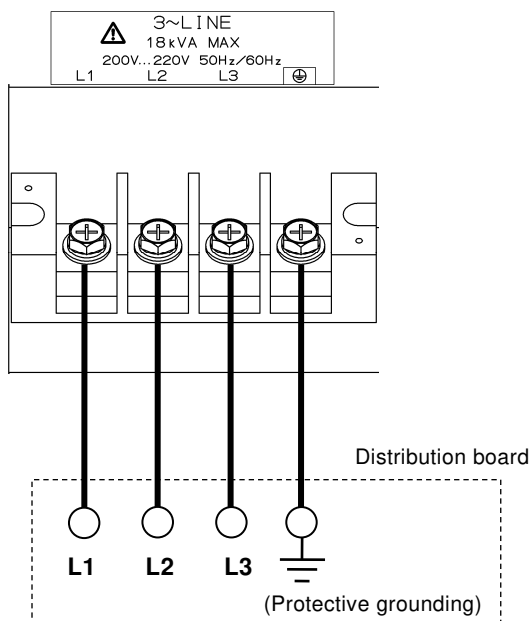 3~LINE
18kVA MAX
200V...220V 50Hz/60Hz
L1 L2 L3
Distribution board
L1 L2 L3
(Protective grounding)